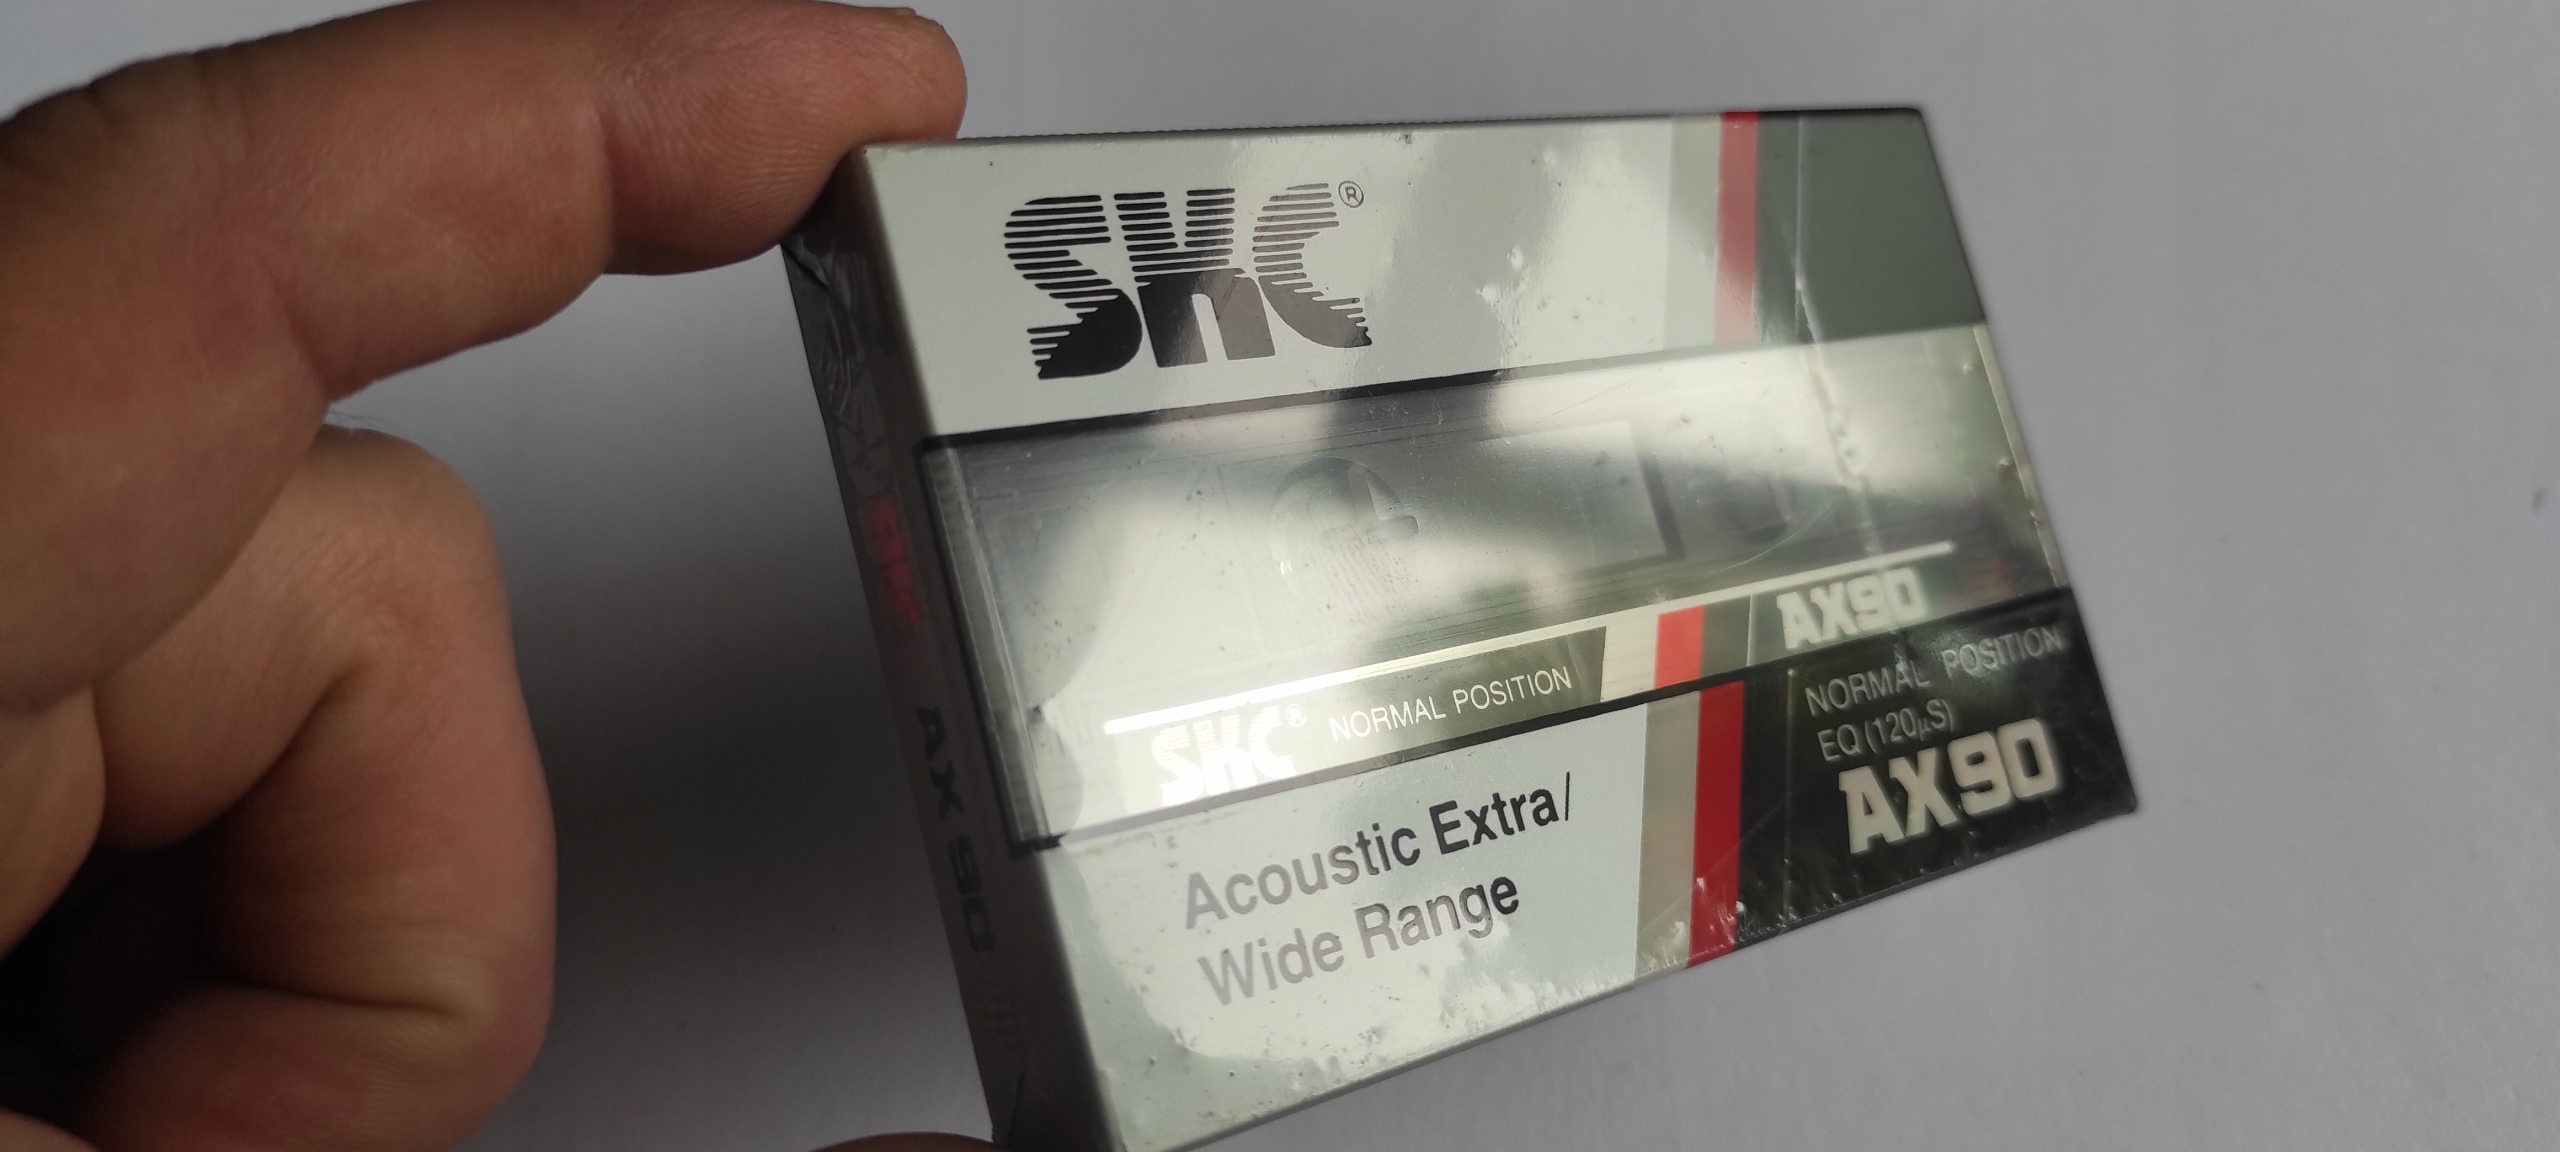 SKC®
AX90
SKC® NORMAL POSITION
NORMAL POSITION
EQ (120µS)
AX90
Acoustic Extra/
Wide Range
AX 90